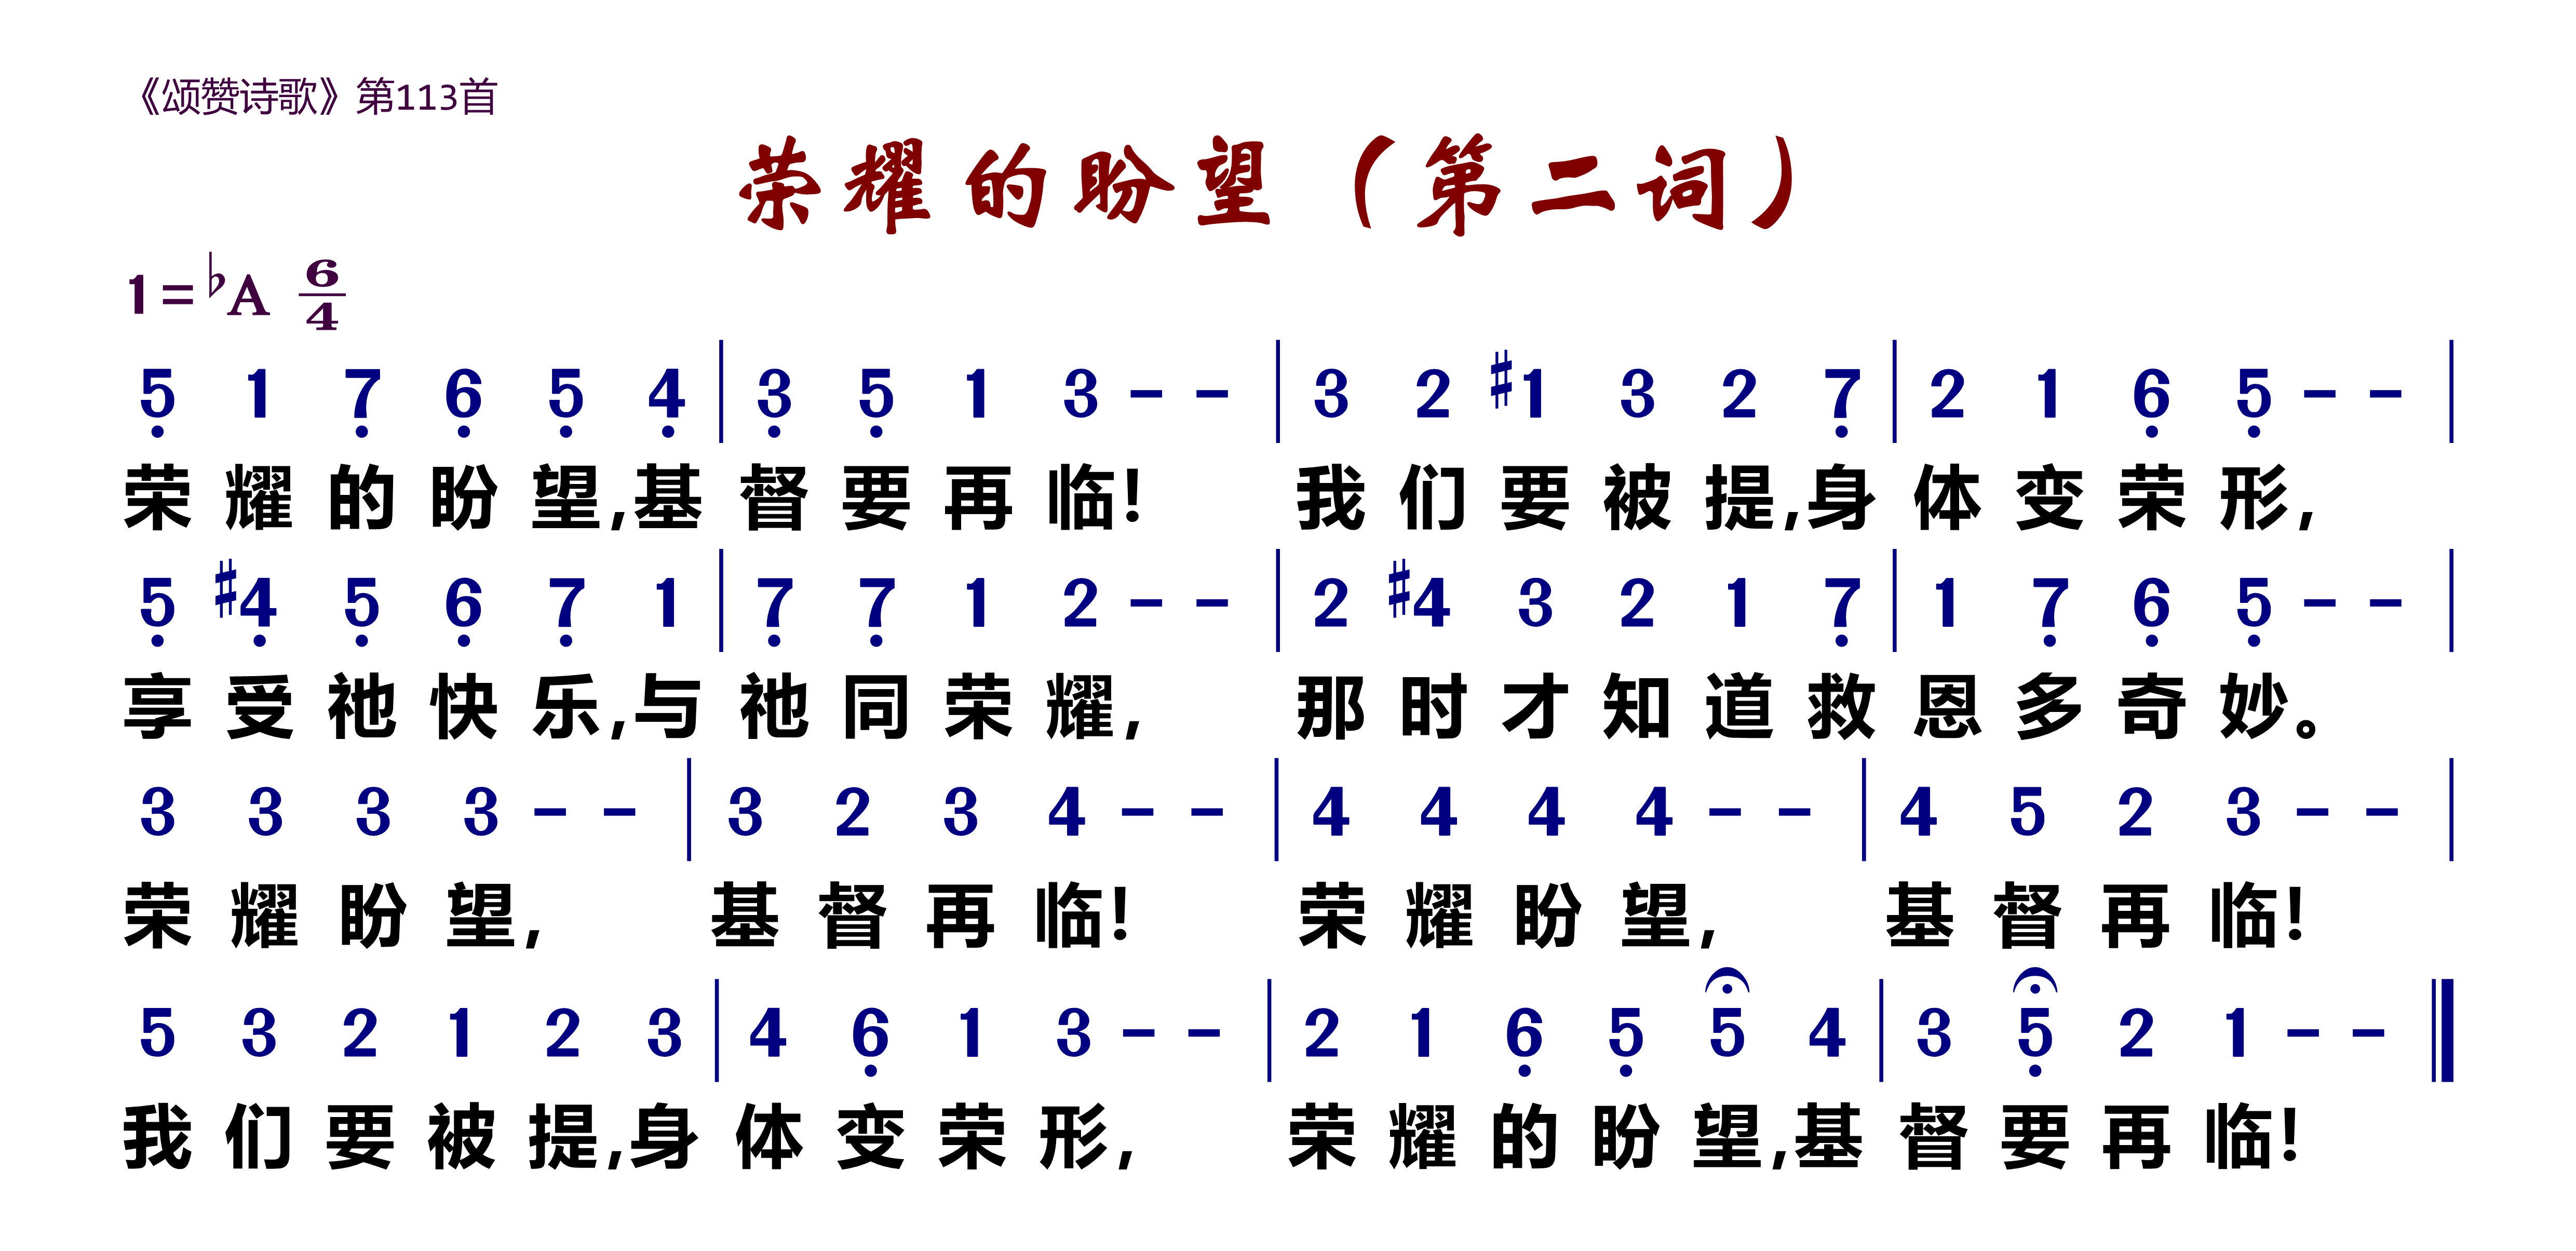 《颂赞诗歌》第113首
荣耀的盼望（第二词）
1=♭A 6/4
5̣ 1 7̣ 6̣ 5̣ 4̣ | 3̣ 5̣ 1 3 - - | 3 2 ♯1 3 2 7̣ | 2 1 6̣ 5̣ - - |
荣耀的盼望,基督要再临! 我们要被提,身体变荣形,
5̣ ♯4̣ 5̣ 6̣ 7̣ 1 | 7̣ 7̣ 1 2 - - | 2 ♯4 3 2 1 7̣ | 1 7̣ 6̣ 5̣ - - |
享受祂快乐,与祂同荣耀, 那时才知道救恩多奇妙。
3 3 3 3 - - | 3 2 3 4 - - | 4 4 4 4 - - | 4 5 2 3 - - |
荣耀盼望, 基督再临! 荣耀盼望, 基督再临!
5 3 2 1 2 3 | 4 6̣ 1 3 - - | 2 1 6̣ 5̣ 5𝄐 4 | 3 5̣𝄐 2 1 - - ‖
我们要被提,身体变荣形, 荣耀的盼望,基督要再临!